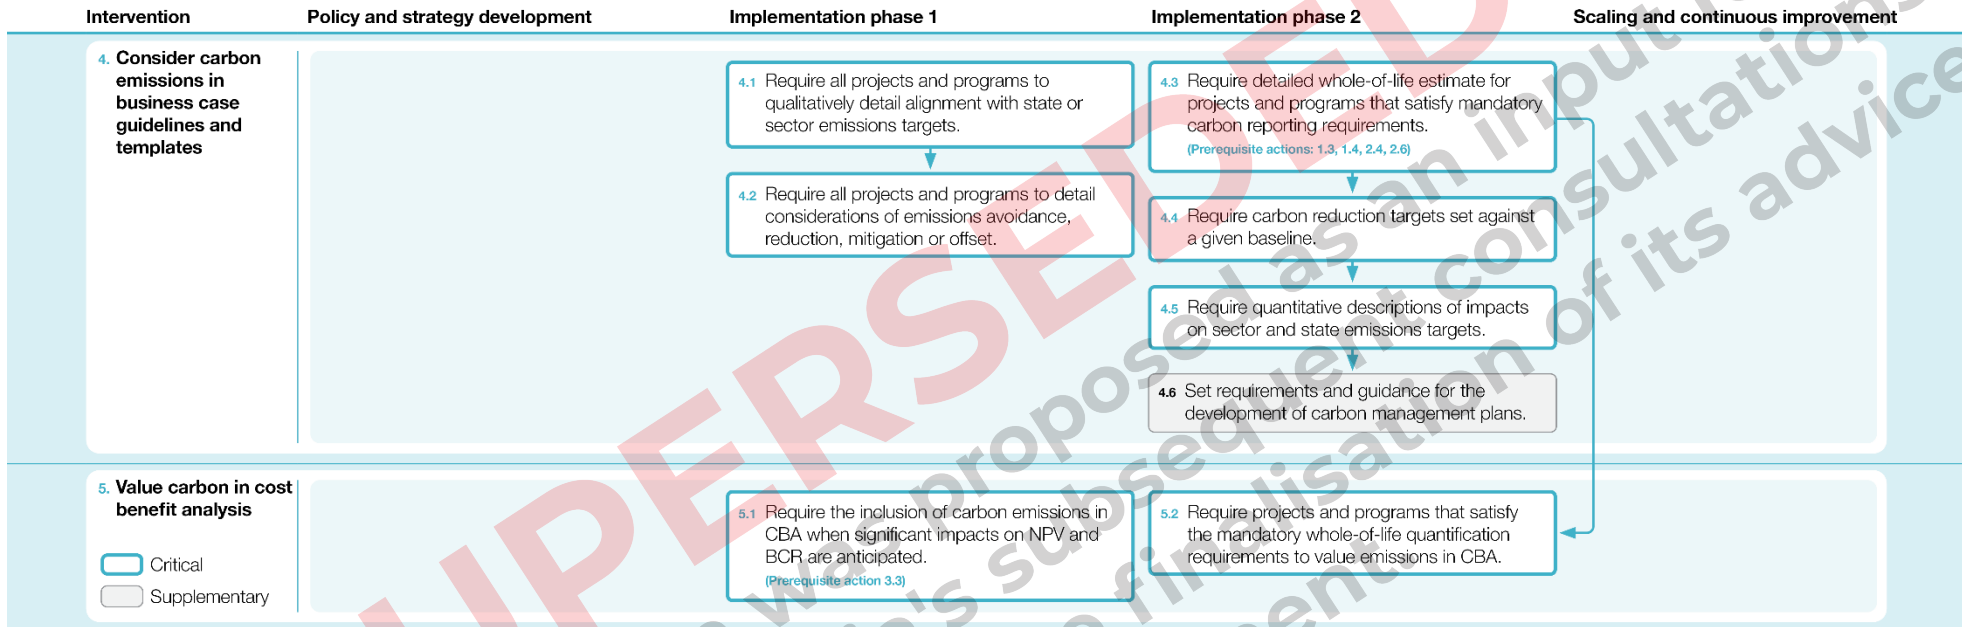 Intervention
Policy and strategy development
Implementation phase 1
Implementation phase 2
Scaling and continuous improvement
4. Consider carbon
emissions in
business case
guidelines and
templates
4.1 Require all projects and programs to
qualitatively detail alignment with state or
sector emissions targets.
4.2 Require all projects and programs to detail
considerations of emissions avoidance,
reduction, mitigation or offset.
4.3 Require detailed whole-of-life estimate for
projects and programs that satisfy mandatory
carbon reporting requirements.
(Prerequisite actions: 1.3, 1.4, 2.4, 2.6)
4.4 Require carbon reduction targets set against
a given baseline.
4.5 Require quantitative descriptions of impacts
on sector and state emissions targets.
4.6 Set requirements and guidance for the
development of carbon management plans.
5. Value carbon in cost
benefit analysis
5.1 Require the inclusion of carbon emissions in
CBA when significant impacts on NPV and
BCR are anticipated.
(Prerequisite action 3.3)
5.2 Require projects and programs that satisfy
the mandatory whole-of-life quantification
requirements to value emissions in CBA.
Critical
Supplementary
UPERSEDED
was proposed as an input
's subsequent consultation
finalisation of its advice